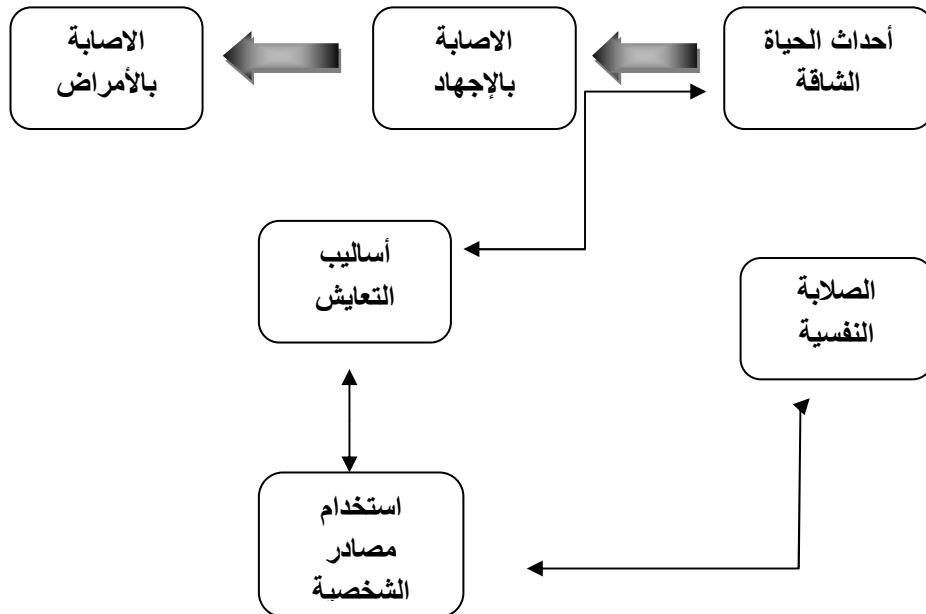 أحداث الحياة
الشاقة
الاصابة
بالإجهاد
الاصابة
بالأمراض
أساليب
التعايش
الصلابة
النفسية
استخدام
مصادر
الشخصية